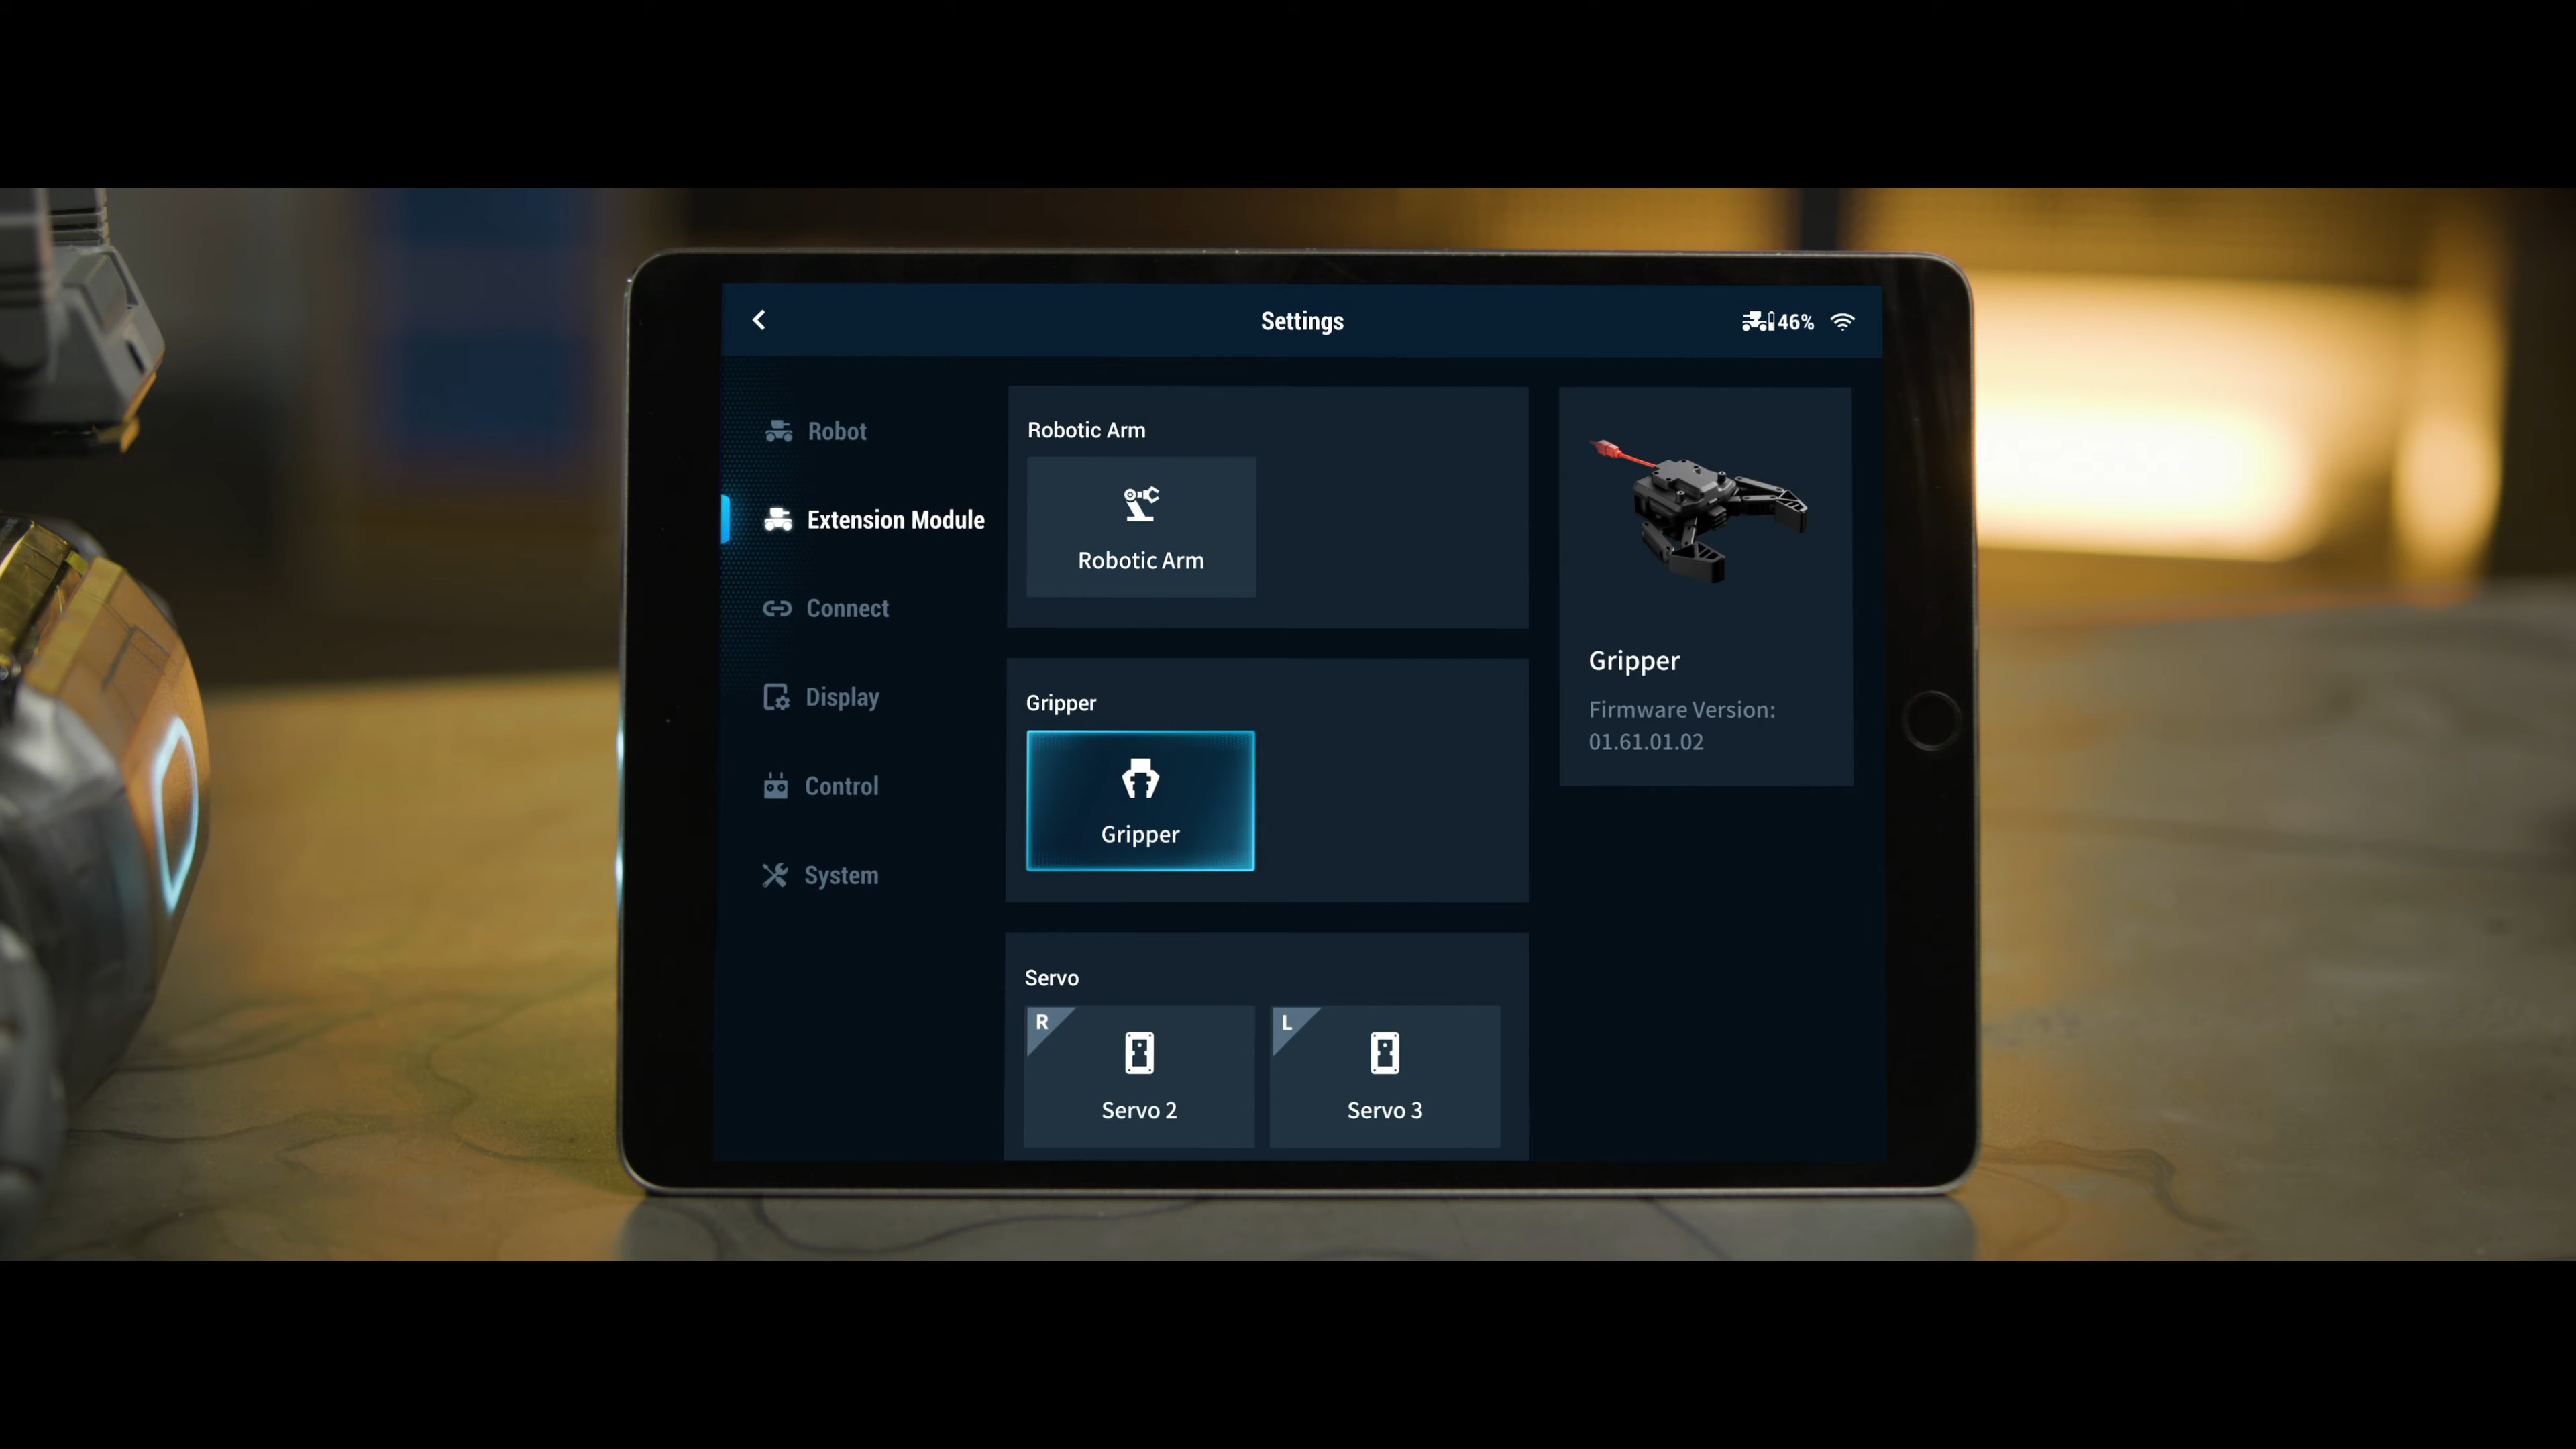 Settings
46%
Robot
Extension Module
Connect
Display
Control
System
Robotic Arm
Robotic Arm
Gripper
Gripper
Servo
R
Servo 2
L
Servo 3
Gripper
Firmware Version:
01.61.01.02